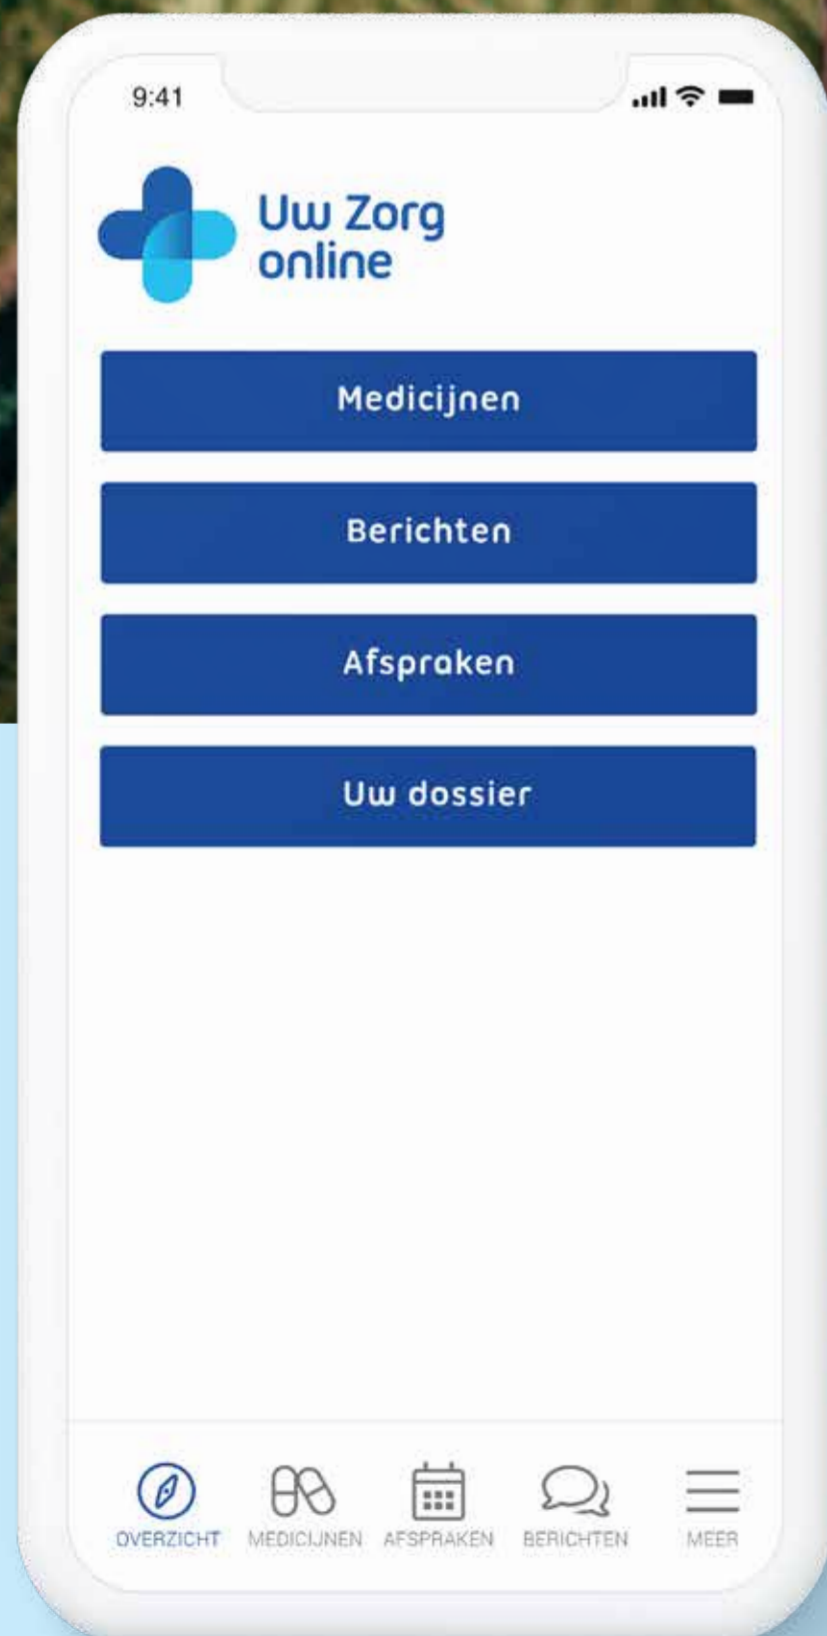 9:41
Uw Zorg
online
Medicijnen
Berichten
Afspraken
Uw dossier
OVERZICHT MEDICIJNEN AFSPRAKEN BERICHTEN MEER